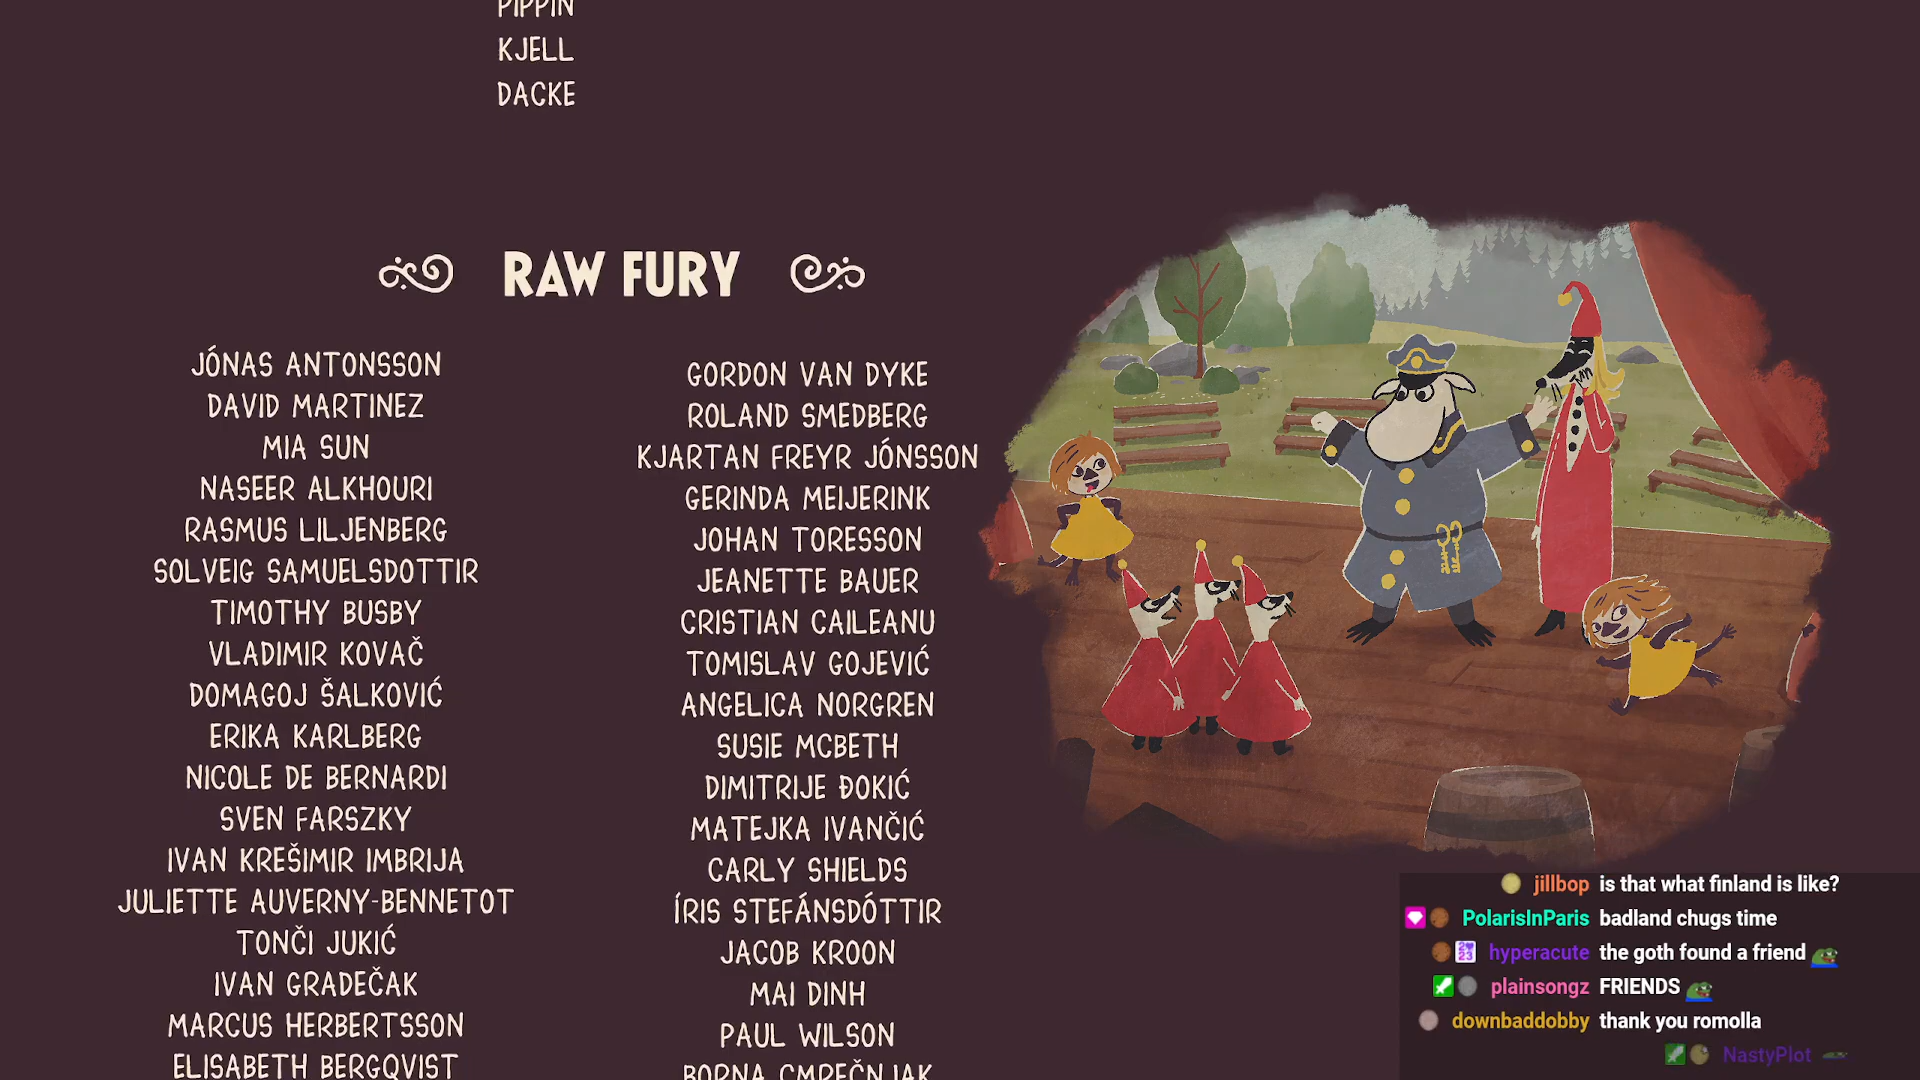 PIPPIN
KJELL
DACKE
RAW FURY
JÓNAS ANTONSSON
DAVID MARTINEZ
MIA SUN
NASEER ALKHOURI
RASMUS LILJENBERG
SOLVEIG SAMUELSDOTTIR
TIMOTHY BUSBY
VLADIMIR KOVAČ
DOMAGOJ ŠALKOVIĆ
ERIKA KARLBERG
NICOLE DE BERNARDI
SVEN FARSZKY
IVAN KREŠIMIR IMBRIJA
JULIETTE AUVERNY-BENNETOT
TONČI JUKIĆ
IVAN GRADEČAK
MARCUS HERBERTSSON
ELISABETH BERGQVIST
GORDON VAN DYKE
ROLAND SMEDBERG
KJARTAN FREYR JÓNSSON
GERINDA MEIJERINK
JOHAN TORESSON
JEANETTE BAUER
CRISTIAN CAILEANU
TOMISLAV GOJEVIĆ
ANGELICA NORGREN
SUSIE MCBETH
DIMITRIJE ĐOKIĆ
MATEJKA IVANČIĆ
CARLY SHIELDS
ÍRIS STEFÁNSDÓTTIR
JACOB KROON
MAI DINH
PAUL WILSON
BORNA CMREČNJAK
jillbop is that what finland is like?
PolarisInParis badland chugs time
hyperacute the goth found a friend
plainsongz FRIENDS
downbaddobby thank you romolla
NastyPlot